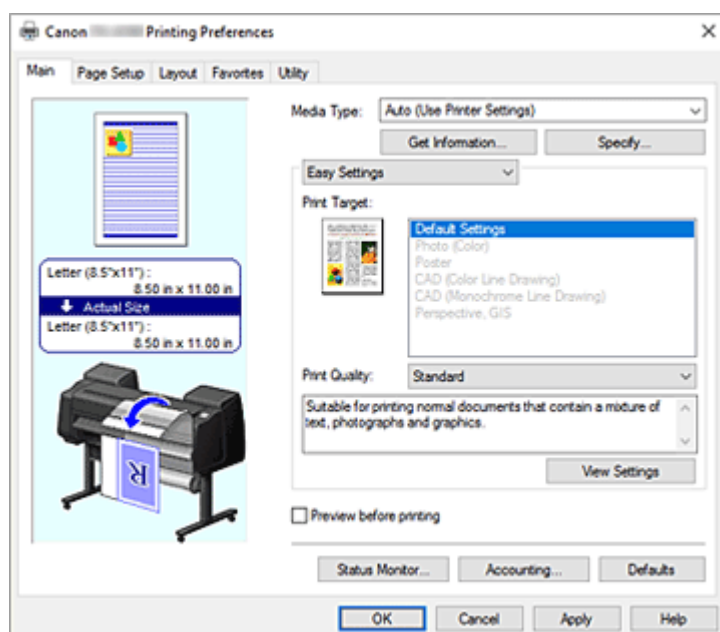 Canon Printing Preferences
Main Page Setup Layout Favorites Utility
Media Type: Auto (Use Printer Settings)
Get Information... Specify...
Easy Settings
Print Target:
Default Settings
Photo (Color)
Poster
CAD (Color Line Drawing)
CAD (Monochrome Line Drawing)
Perspective, GIS
Letter (8.5"x11") :
8.50 in x 11.00 in
Actual Size
Letter (8.5"x11") :
8.50 in x 11.00 in
R
Print Quality: Standard
Suitable for printing normal documents that contain a mixture of
text, photographs and graphics.
View Settings
Preview before printing
Status Monitor... Accounting... Defaults
OK Cancel Apply Help